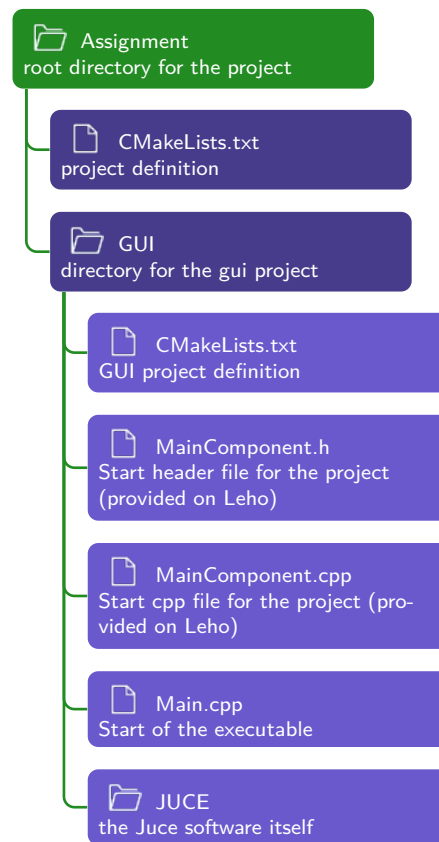 Assignment
root directory for the project
CMakeLists.txt
project definition
GUI
directory for the gui project
CMakeLists.txt
GUI project definition
MainComponent.h
Start header file for the project
(provided on Leho)
MainComponent.cpp
Start cpp file for the project (pro-
vided on Leho)
Main.cpp
Start of the executable
JUCE
the Juce software itself